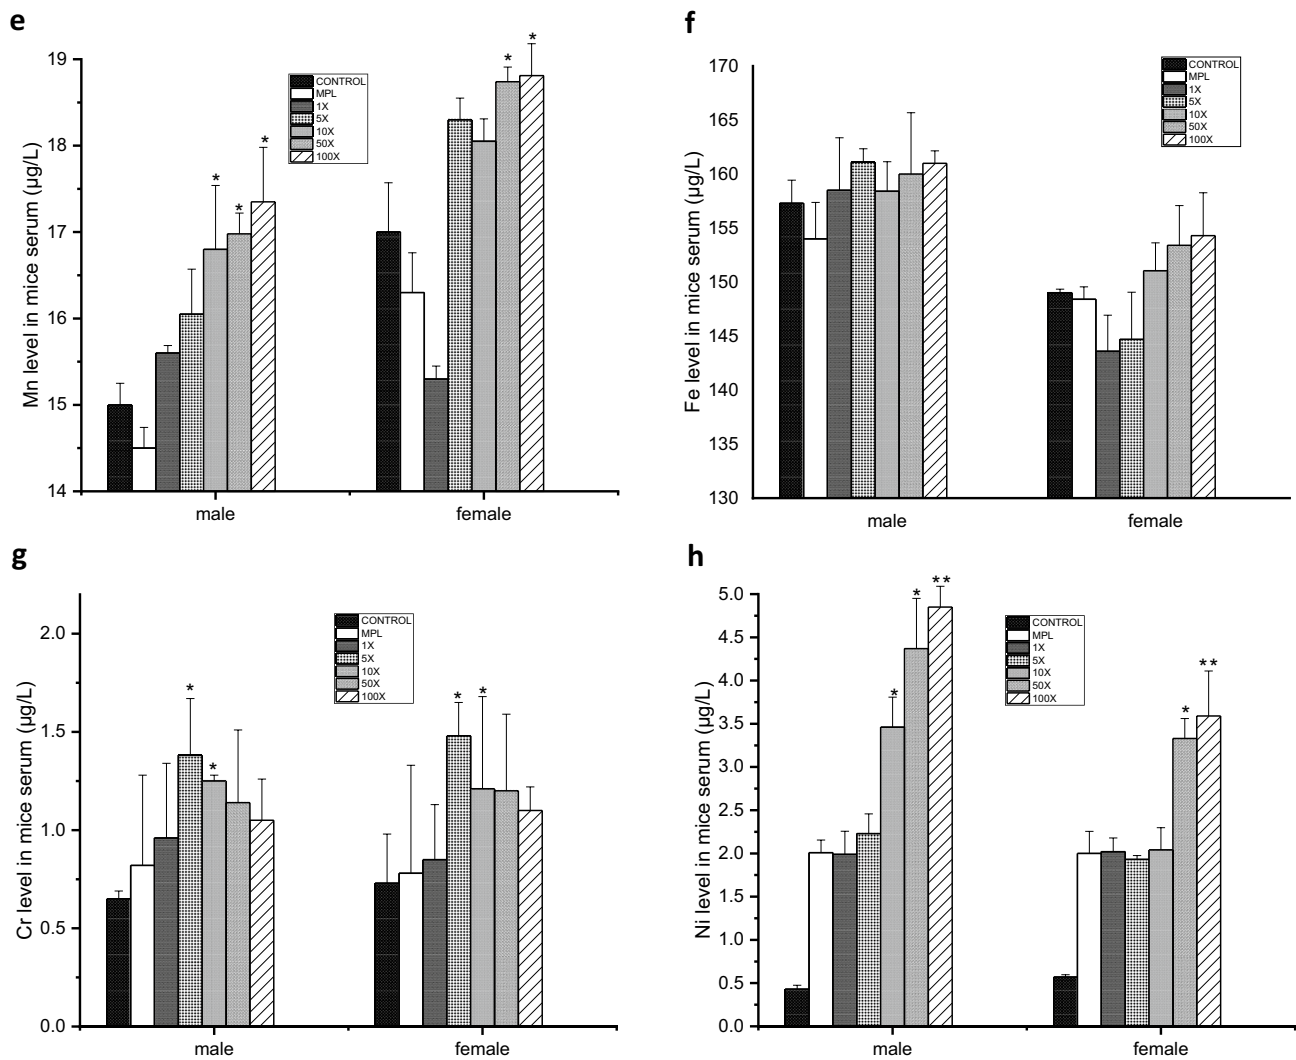 e
19
18
17
16
15
14
Mn level in mice serum (μg/L)
CONTROL
MPL
1X
5X
10X
50X
100X
*
*
*
*
*
male
female
f
170
165
160
155
150
145
140
135
130
Fe level in mice serum (μg/L)
CONTROL
MPL
1X
5X
10X
50X
100X
male
female
g
2.0
1.5
1.0
0.5
0.0
Cr level in mice serum (μg/L)
CONTROL
MPL
1X
5X
10X
50X
100X
*
*
*
*
male
female
h
5.0
4.5
4.0
3.5
3.0
2.5
2.0
1.5
1.0
0.5
0.0
Ni level in mice serum (μg/L)
CONTROL
MPL
1X
5X
10X
50X
100X
*
*
**
*
**
male
female